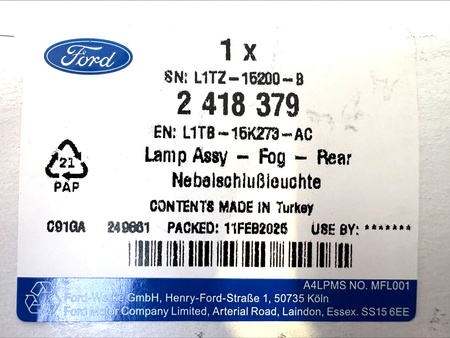 Ford
1 x
SN: L1TZ-15200-B
2 418 379
EN: L1TB-15K273-AC
Lamp Assy - Fog - Rear
Nebelschlußleuchte
21
PAP
CONTENTS MADE IN Turkey
C91GA 249661 PACKED: 11FEB2025 USE BY: *******
A4LPMS NO. MFL001
Ford-Werke GmbH, Henry-Ford-Straße 1, 50735 Köln
Ford Motor Company Limited, Arterial Road, Laindon, Essex. SS15 6EE